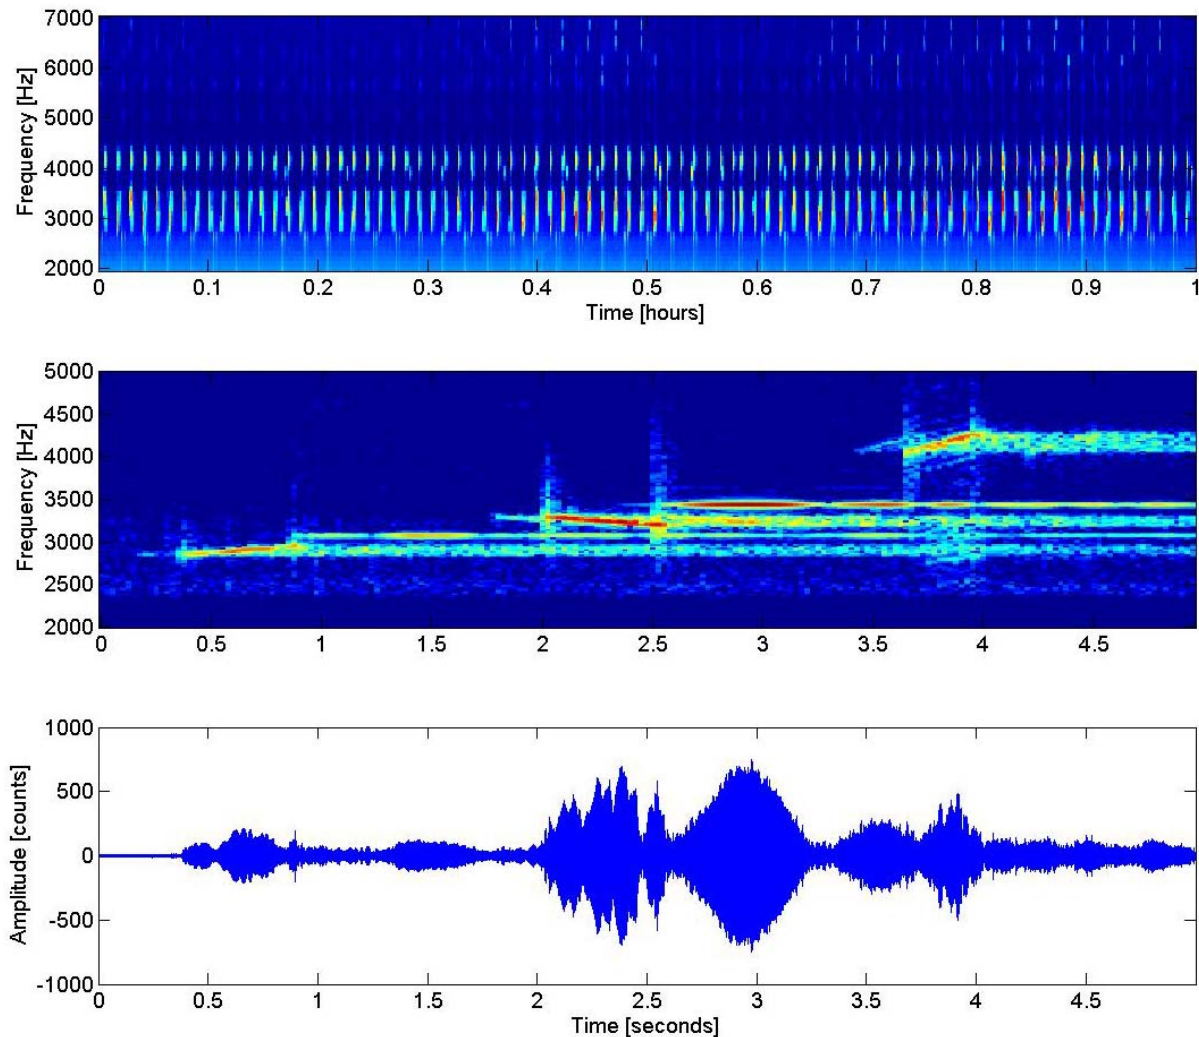 7000
6000
5000
4000
3000
2000
Frequency [Hz]
0 0.1 0.2 0.3 0.4 0.5 0.6 0.7 0.8 0.9 1
Time [hours]
5000
4500
4000
3500
3000
2500
2000
Frequency [Hz]
0 0.5 1 1.5 2 2.5 3 3.5 4 4.5
1000
500
0
-500
-1000
Amplitude [counts]
0 0.5 1 1.5 2 2.5 3 3.5 4 4.5
Time [seconds]